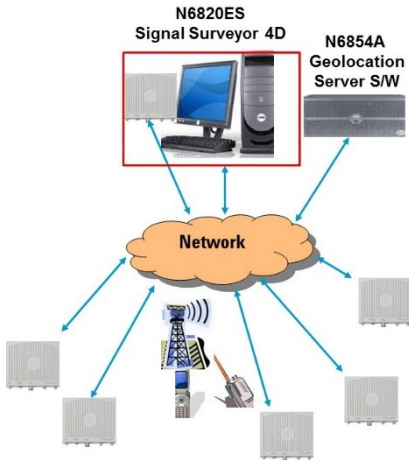 N6820ES
Signal Surveyor 4D
N6854A
Geolocation
Server S/W
Network